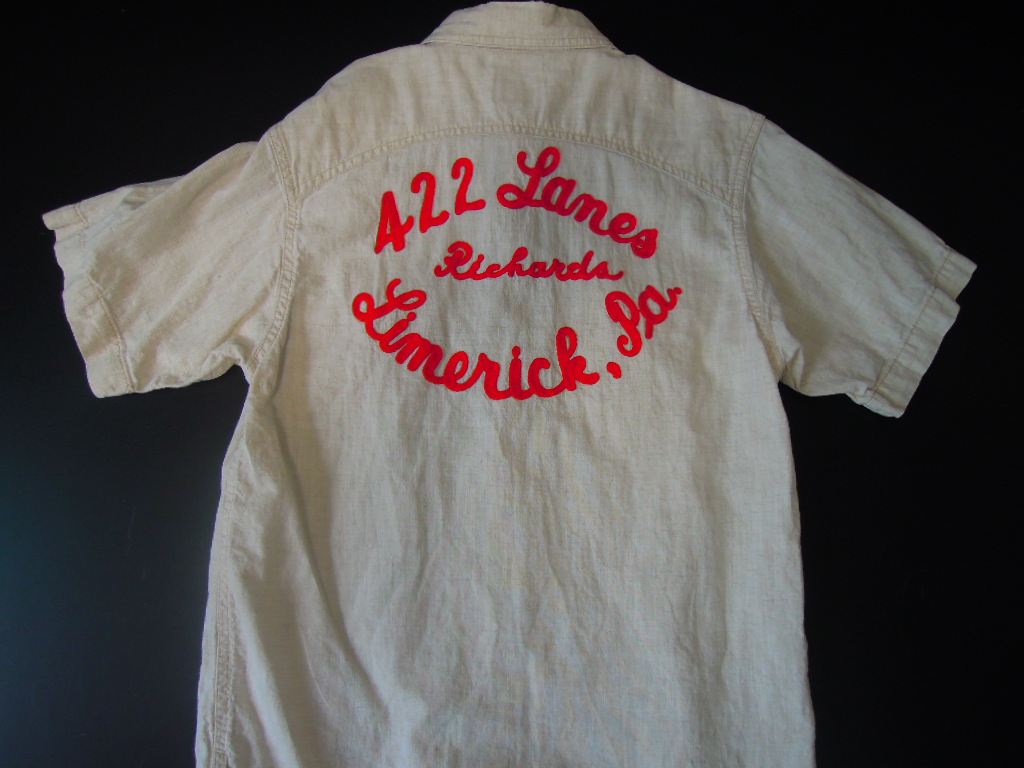 422 Lanes
Richards
Limerick, Pa.